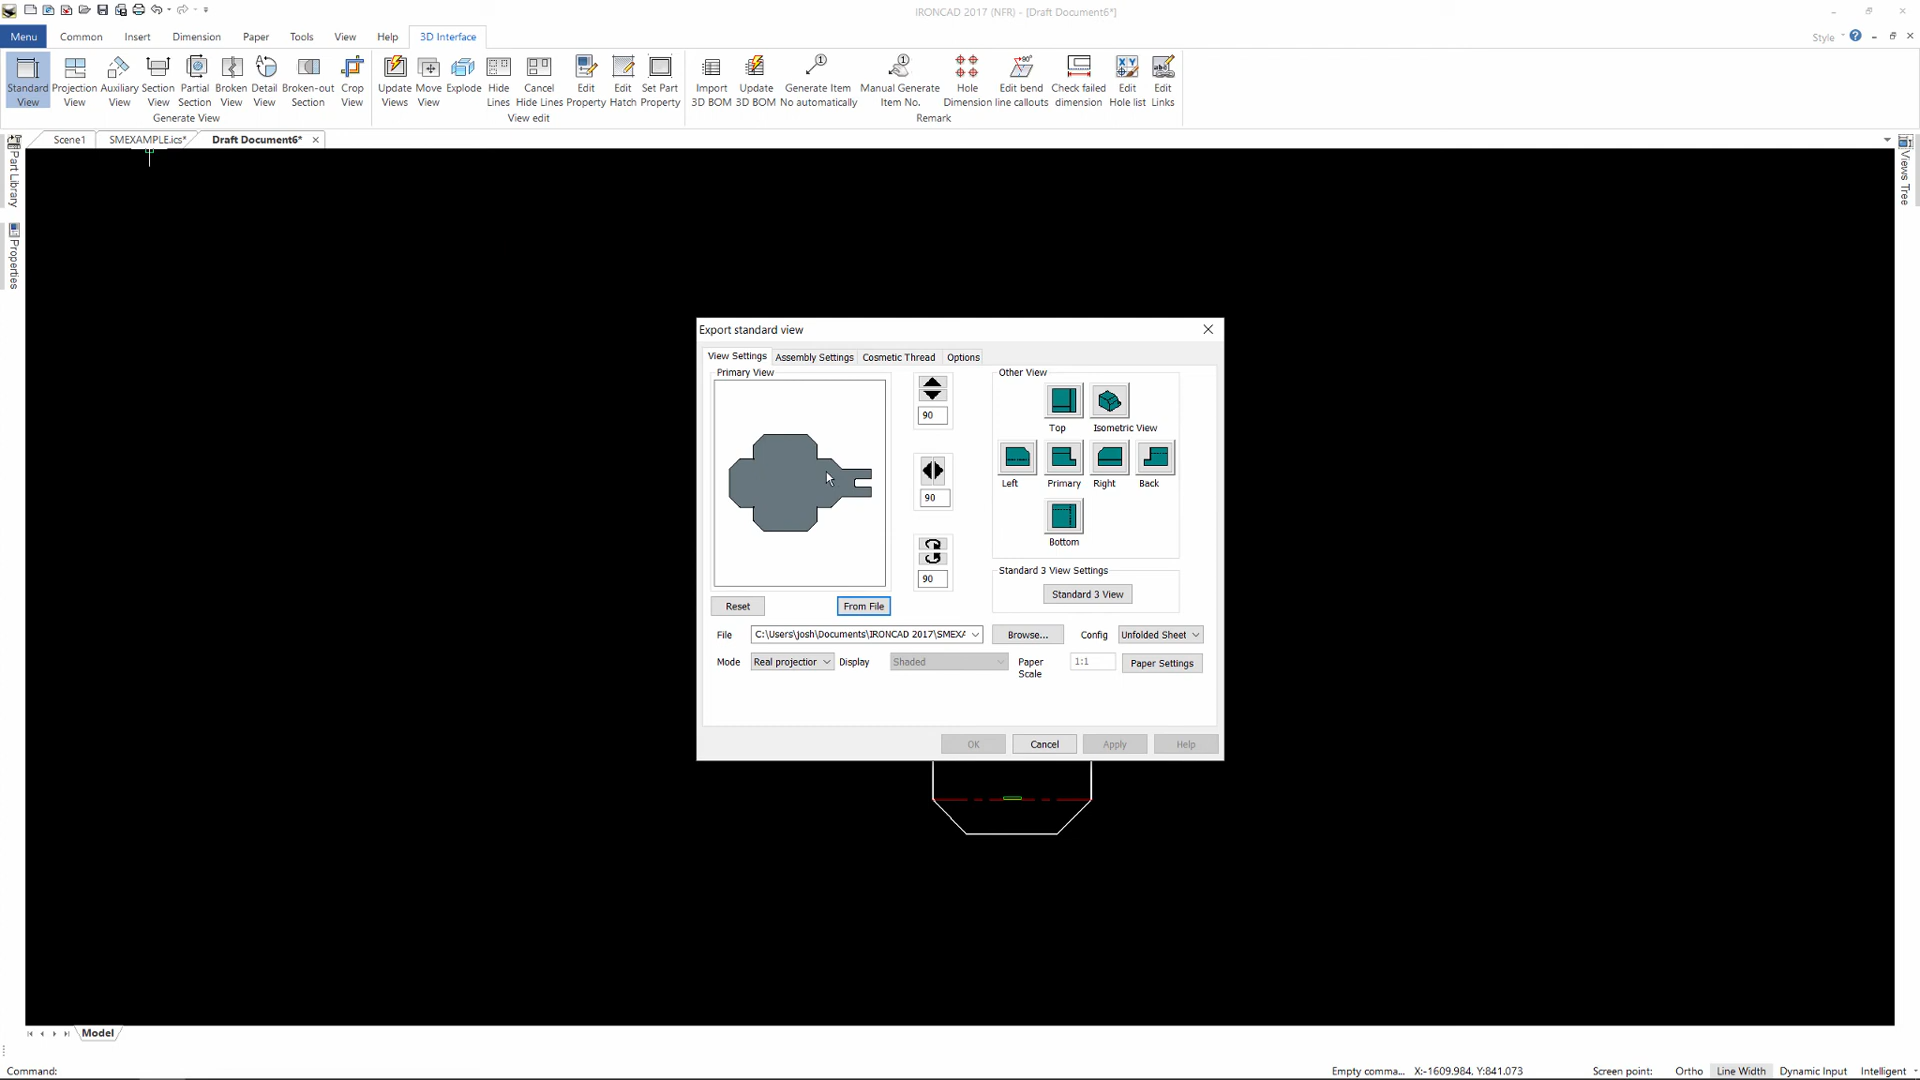 IRONCAD 2017 (NFR) - [Draft Document6*]
Menu Common Insert Dimension Paper Tools View Help 3D Interface Style
Standard View
Projection View
Auxiliary View
Section View
Partial Section
Broken View
Detail View
Broken-out Section
Crop View
Update Views
Move View
Explode
Hide Lines
Cancel Hide Lines
Edit Property
Edit Hatch
Set Part Property
Import 3D BOM
Update 3D BOM
Generate Item No automatically
Manual Generate Item No.
Hole Dimension
Edit bend line callouts
Check failed dimension
Edit Hole list
Edit Links
Generate View View edit Remark
Scene1 SMEXAMPLE.ics* Draft Document6*
Part Library
Properties
Views Tree
Export standard view
View Settings Assembly Settings Cosmetic Thread Options
Primary View
90
90
90
Other View
Top Isometric View
Left Primary Right Back
Bottom
Standard 3 View Settings
Standard 3 View
Reset From File
File C:\Users\josh\Documents\IRONCAD 2017\SMEXA Browse... Config Unfolded Sheet
Mode Real projection Display Shaded Paper Scale 1:1 Paper Settings
OK Cancel Apply Help
Model
Command: Empty comma... X:-1609.984, Y:841.073 Screen point: Ortho Line Width Dynamic Input Intelligent